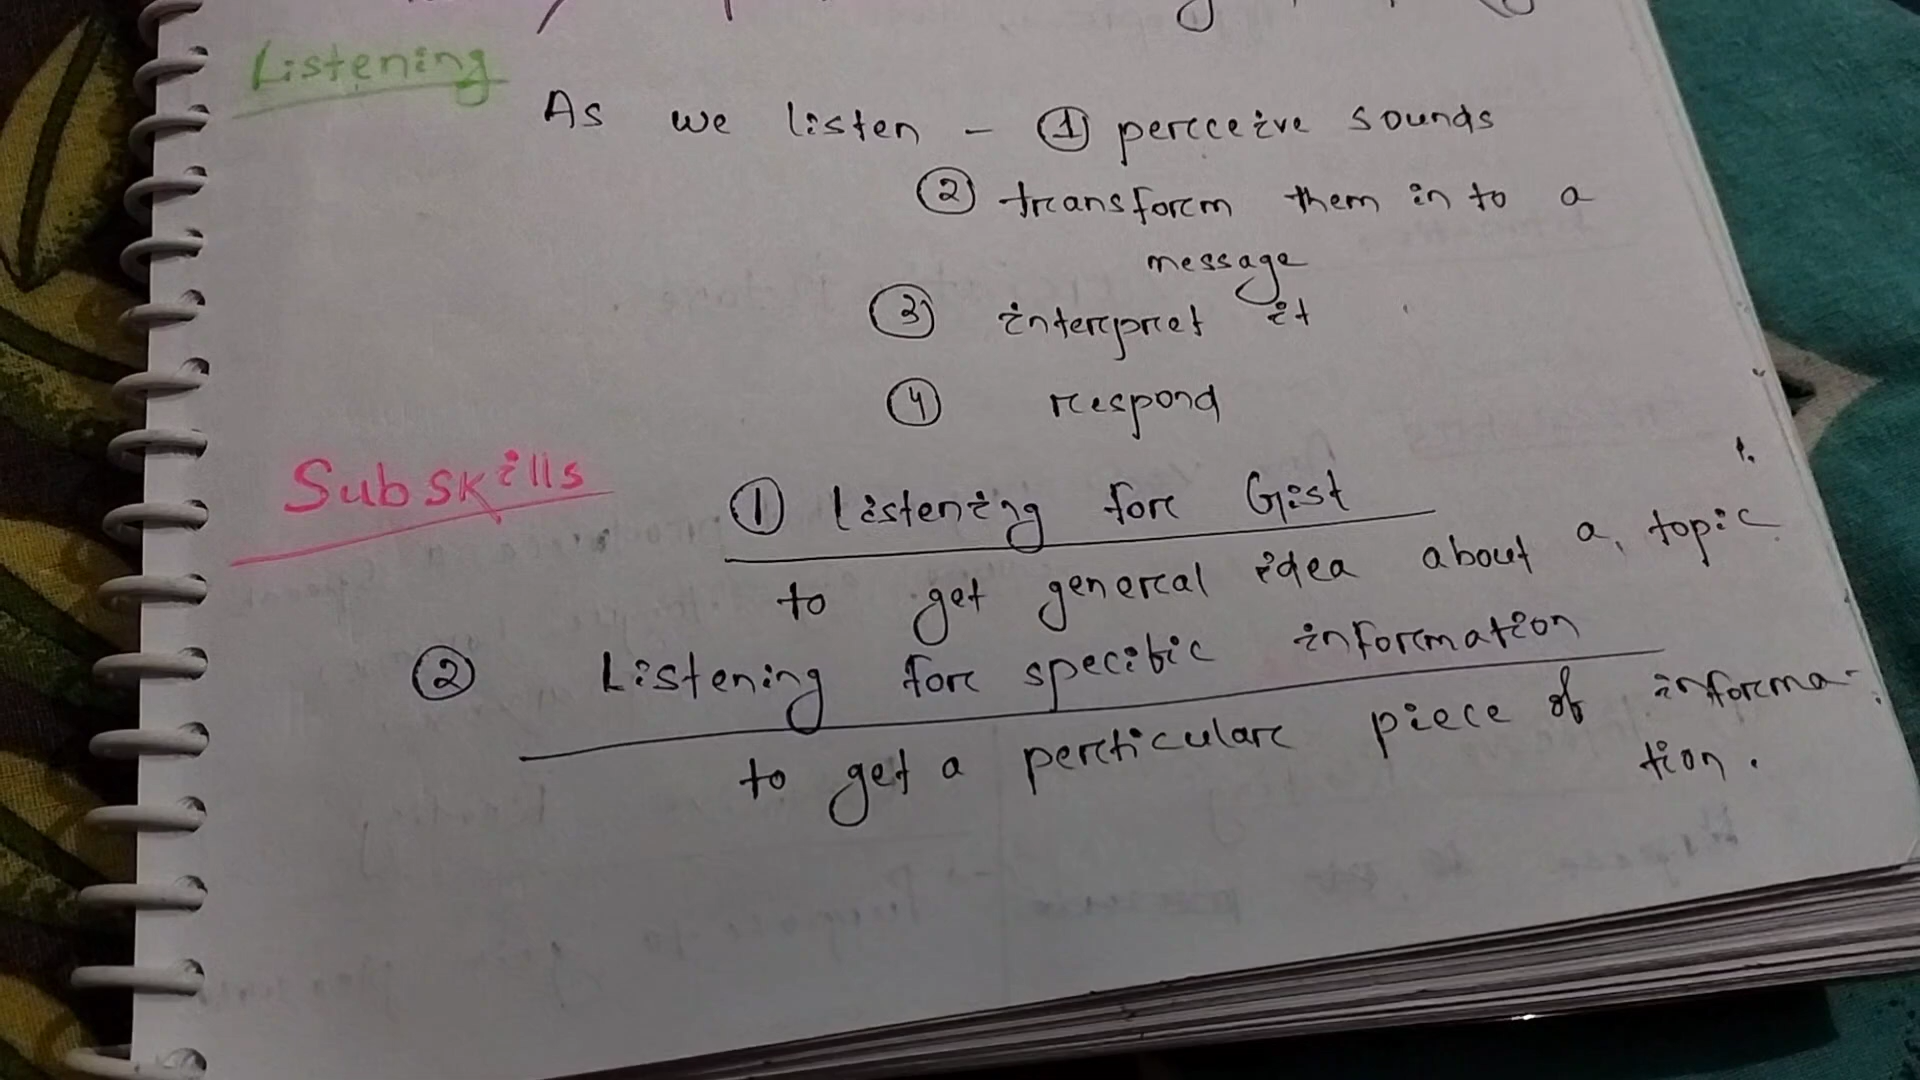 Listening
As we listen - ① perceive sounds
② transform them in to a
message
③ interpret it
④ respond
Subskills
① listening for Gist
to get general idea about a topic
② Listening for specific information
to get a perticular piece of informa-
tion.